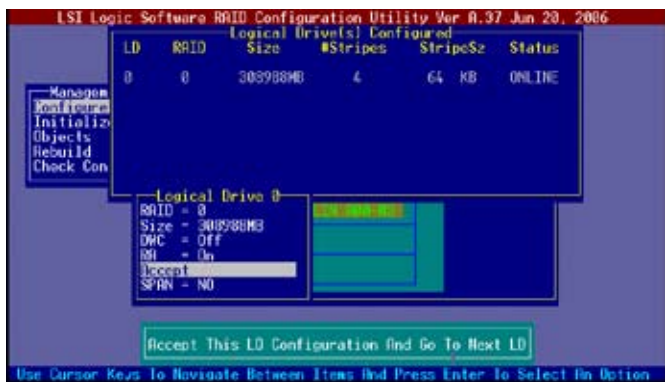 LSI Logic Software RAID Configuration Utility Ver A.37 Jun 20, 2006
Logical Drive(s) Configured
LD RAID Size #Stripes StripeSz Status
0 0 308988MB 4 64 KB ONLINE
Managem
Configure
Initializ
Objects
Rebuild
Check Con
Logical Drive 0
RAID = 0
Size = 308988MB
DWC = Off
RA = On
Accept
SPAN = NO
Accept This LD Configuration And Go To Next LD
Use Cursor Keys To Navigate Between Items And Press Enter To Select An Option